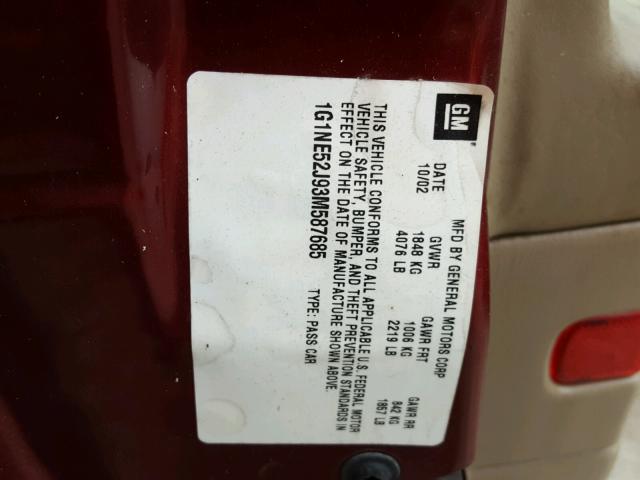 GM
MFD BY GENERAL MOTORS CORP
DATE GVWR GAWR FRT GAWR RR
10/02 1848 KG 1006 KG 842 KG
4076 LB 2219 LB 1857 LB
THIS VEHICLE CONFORMS TO ALL APPLICABLE U.S. FEDERAL MOTOR
VEHICLE SAFETY, BUMPER, AND THEFT PREVENTION STANDARDS IN
EFFECT ON THE DATE OF MANUFACTURE SHOWN ABOVE.
1G1NE52J93M587685 TYPE: PASS CAR